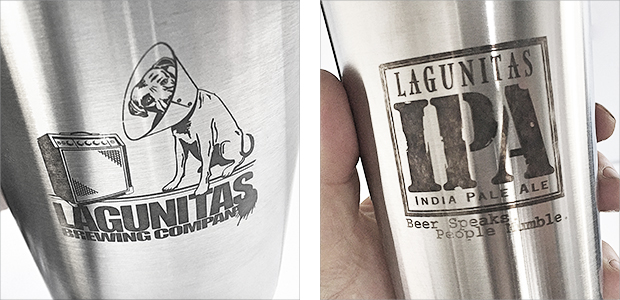 LAGUNITAS
BREWING COMPANY
LAGUNITAS
IPA
INDIA PALE ALE
Beer Speaks.
People Mumble.